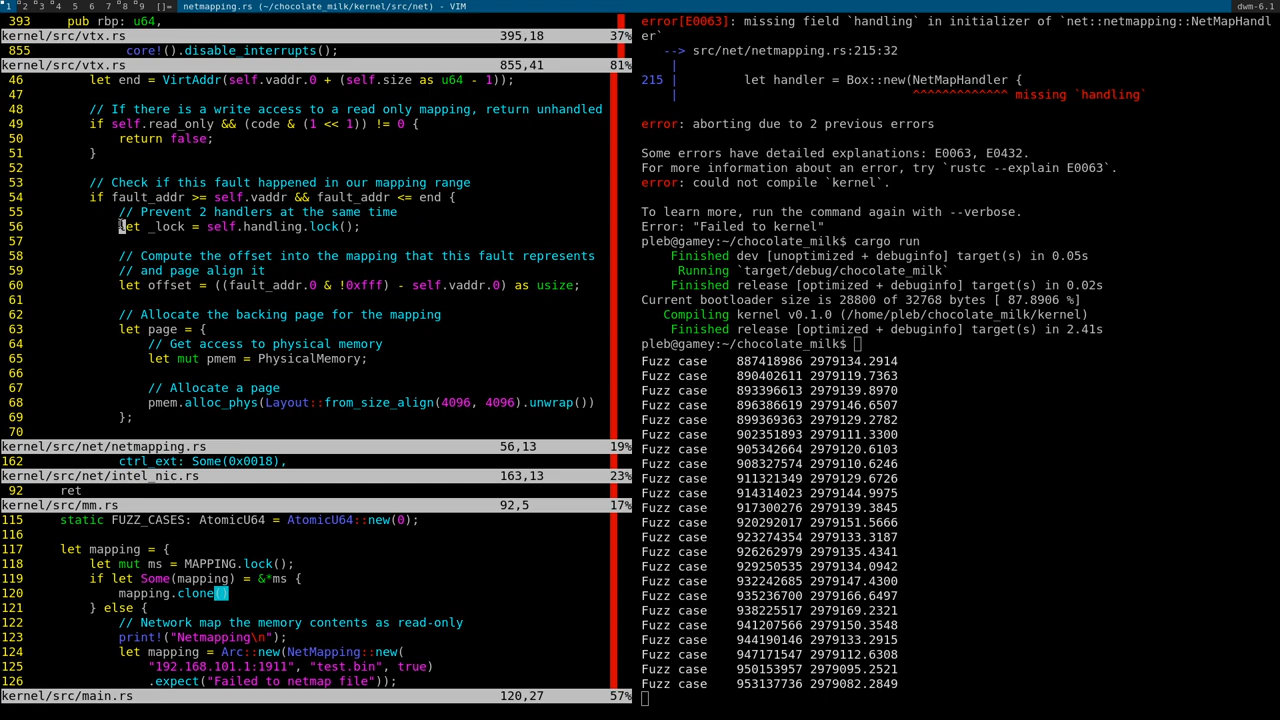 1 2 3 4 5 6 7 8 9 []= netmapping.rs (~/chocolate_milk/kernel/src/net) - VIM dwm-6.1
393 pub rbp: u64,
kernel/src/vtx.rs 395,18 37%
855 core!().disable_interrupts();
kernel/src/vtx.rs 855,41 81%
46 let end = VirtAddr(self.vaddr.0 + (self.size as u64 - 1));
47
48 // If there is a write access to a read only mapping, return unhandled
49 if self.read_only && (code & (1 << 1)) != 0 {
50 return false;
51 }
52
53 // Check if this fault happened in our mapping range
54 if fault_addr >= self.vaddr && fault_addr <= end {
55 // Prevent 2 handlers at the same time
56 let _lock = self.handling.lock();
57
58 // Compute the offset into the mapping that this fault represents
59 // and page align it
60 let offset = ((fault_addr.0 & !0xfff) - self.vaddr.0) as usize;
61
62 // Allocate the backing page for the mapping
63 let page = {
64 // Get access to physical memory
65 let mut pmem = PhysicalMemory;
66
67 // Allocate a page
68 pmem.alloc_phys(Layout::from_size_align(4096, 4096).unwrap())
69 };
70
kernel/src/net/netmapping.rs 56,13 19%
162 ctrl_ext: Some(0x0018),
kernel/src/net/intel_nic.rs 163,13 23%
92 ret
kernel/src/mm.rs 92,5 17%
115 static FUZZ_CASES: AtomicU64 = AtomicU64::new(0);
116
117 let mapping = {
118 let mut ms = MAPPING.lock();
119 if let Some(mapping) = &*ms {
120 mapping.clone()
121 } else {
122 // Network map the memory contents as read-only
123 print!("Netmapping\n");
124 let mapping = Arc::new(NetMapping::new(
125 "192.168.101.1:1911", "test.bin", true)
126 .expect("Failed to netmap file"));
kernel/src/main.rs 120,27 57%
error[E0063]: missing field `handling` in initializer of `net::netmapping::NetMapHandl
er`
--> src/net/netmapping.rs:215:32
|
215 | let handler = Box::new(NetMapHandler {
| ^^^^^^^^^^^^^ missing `handling`
error: aborting due to 2 previous errors
Some errors have detailed explanations: E0063, E0432.
For more information about an error, try `rustc --explain E0063`.
error: could not compile `kernel`.
To learn more, run the command again with --verbose.
Error: "Failed to kernel"
pleb@gamey:~/chocolate_milk$ cargo run
Finished dev [unoptimized + debuginfo] target(s) in 0.05s
Running `target/debug/chocolate_milk`
Finished release [optimized + debuginfo] target(s) in 0.02s
Current bootloader size is 28800 of 32768 bytes [ 87.8906 %]
Compiling kernel v0.1.0 (/home/pleb/chocolate_milk/kernel)
Finished release [optimized + debuginfo] target(s) in 2.41s
pleb@gamey:~/chocolate_milk$
Fuzz case 887418986 2979134.2914
Fuzz case 890402611 2979119.7363
Fuzz case 893396613 2979139.8970
Fuzz case 896386619 2979146.6507
Fuzz case 899369363 2979129.2782
Fuzz case 902351893 2979111.3300
Fuzz case 905342664 2979120.6103
Fuzz case 908327574 2979110.6246
Fuzz case 911321349 2979129.6726
Fuzz case 914314023 2979144.9975
Fuzz case 917300276 2979139.3845
Fuzz case 920292017 2979151.5666
Fuzz case 923274354 2979133.3187
Fuzz case 926262979 2979135.4341
Fuzz case 929250535 2979134.0942
Fuzz case 932242685 2979147.4300
Fuzz case 935236700 2979166.6497
Fuzz case 938225517 2979169.2321
Fuzz case 941207566 2979150.3548
Fuzz case 944190146 2979133.2915
Fuzz case 947171547 2979112.6308
Fuzz case 950153957 2979095.2521
Fuzz case 953137736 2979082.2849